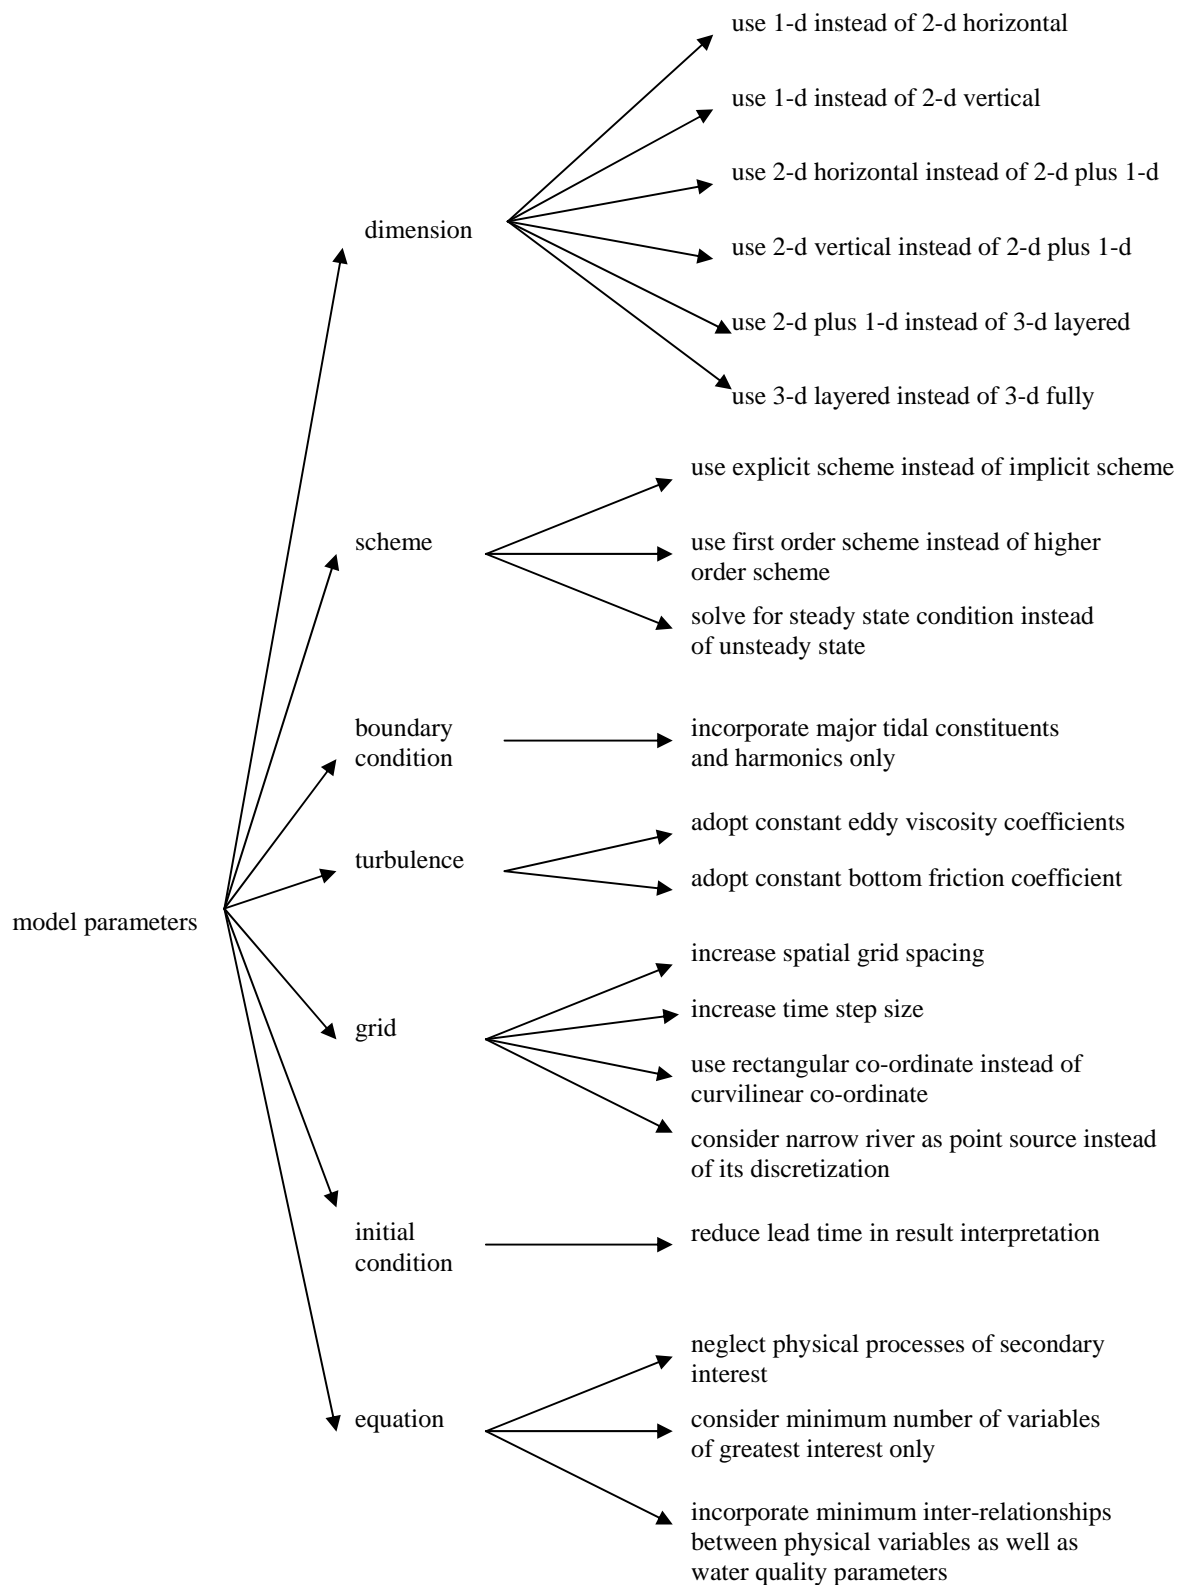 use 1-d instead of 2-d horizontal
use 1-d instead of 2-d vertical
use 2-d horizontal instead of 2-d plus 1-d
dimension
use 2-d vertical instead of 2-d plus 1-d
use 2-d plus 1-d instead of 3-d layered
use 3-d layered instead of 3-d fully
use explicit scheme instead of implicit scheme
scheme
use first order scheme instead of higher
order scheme
solve for steady state condition instead
of unsteady state
boundary
condition
incorporate major tidal constituents
and harmonics only
turbulence
adopt constant eddy viscosity coefficients
adopt constant bottom friction coefficient
model parameters
increase spatial grid spacing
increase time step size
grid
use rectangular co-ordinate instead of
curvilinear co-ordinate
consider narrow river as point source instead
of its discretization
initial
condition
reduce lead time in result interpretation
neglect physical processes of secondary
interest
equation
consider minimum number of variables
of greatest interest only
incorporate minimum inter-relationships
between physical variables as well as
water quality parameters